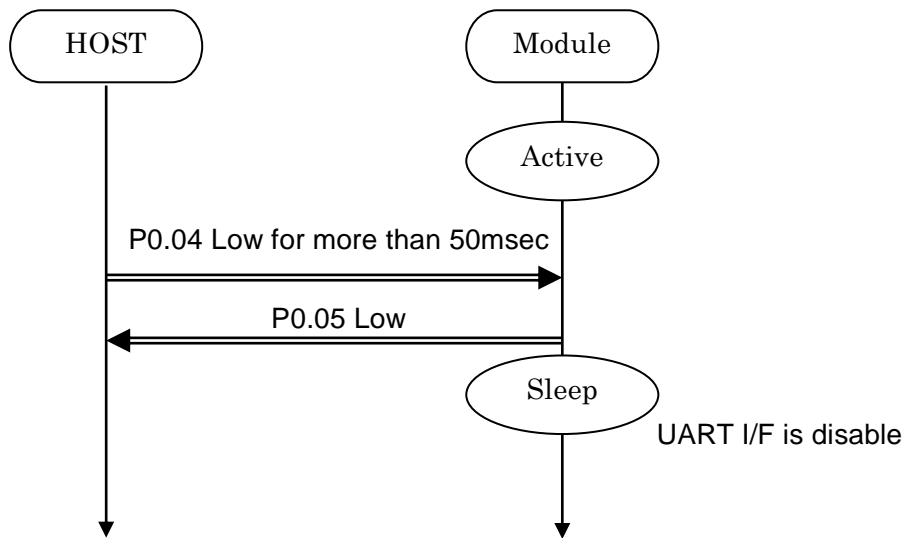 HOST
Module
Active
P0.04 Low for more than 50msec
P0.05 Low
Sleep
UART I/F is disable